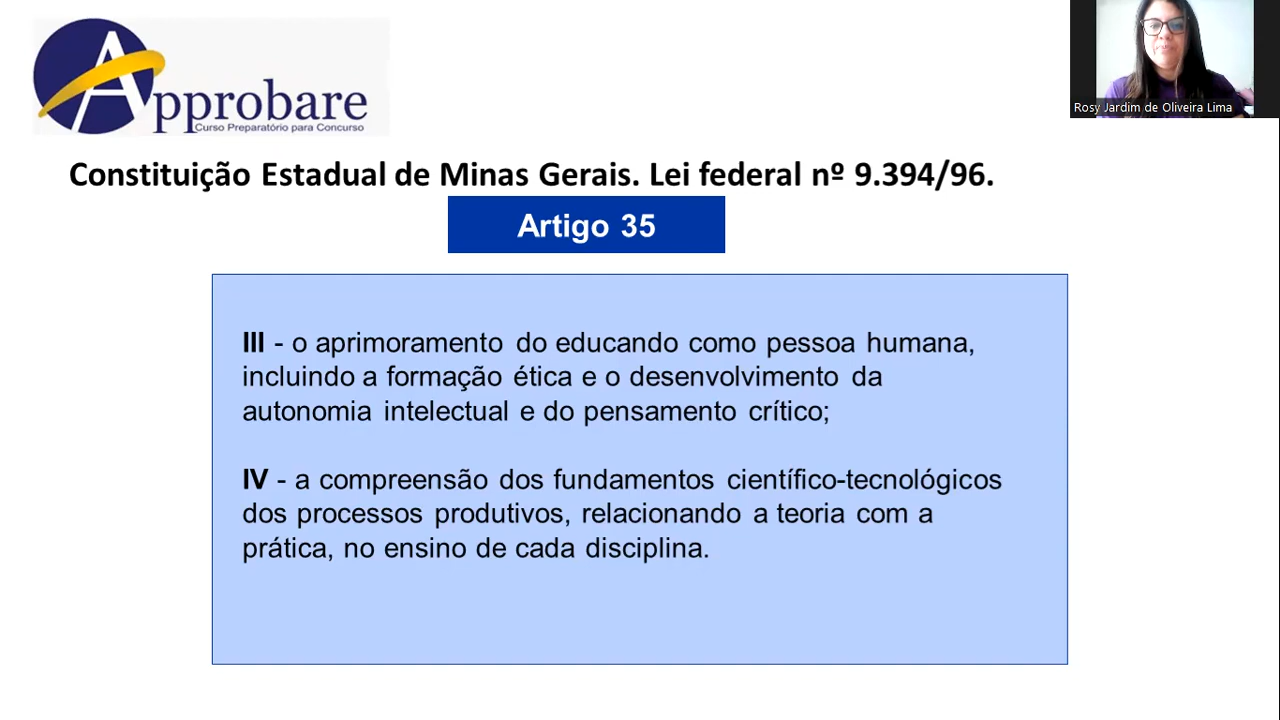 Approbare
Curso Preparatório para Concurso
Rosy Jardim de Oliveira Lima
Constituição Estadual de Minas Gerais. Lei federal nº 9.394/96.
Artigo 35
III - o aprimoramento do educando como pessoa humana,
incluindo a formação ética e o desenvolvimento da
autonomia intelectual e do pensamento crítico;
IV - a compreensão dos fundamentos científico-tecnológicos
dos processos produtivos, relacionando a teoria com a
prática, no ensino de cada disciplina.